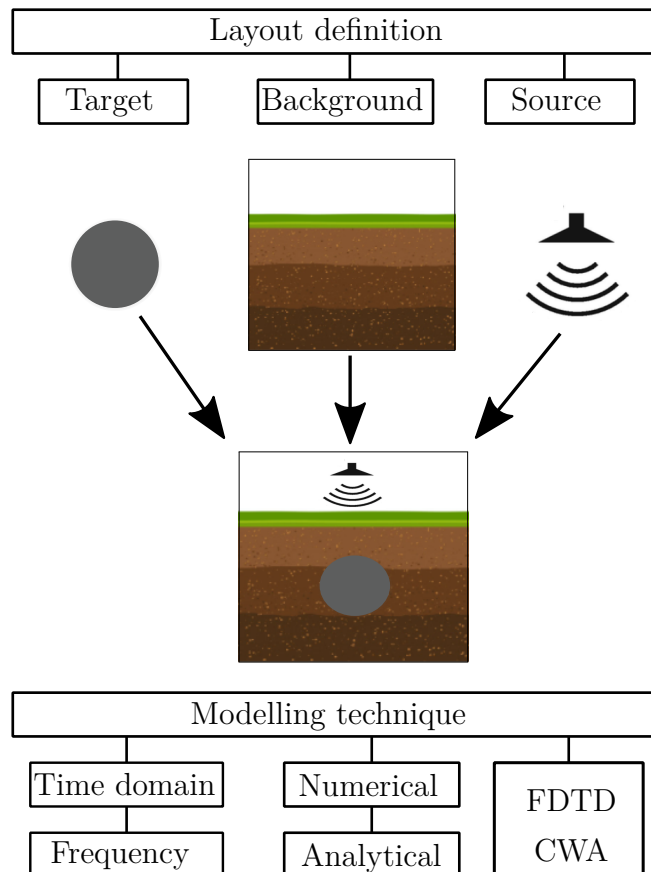 Layout definition
Target
Background
Source
Modelling technique
Time domain
Numerical
FDTD
Frequency
Analytical
CWA